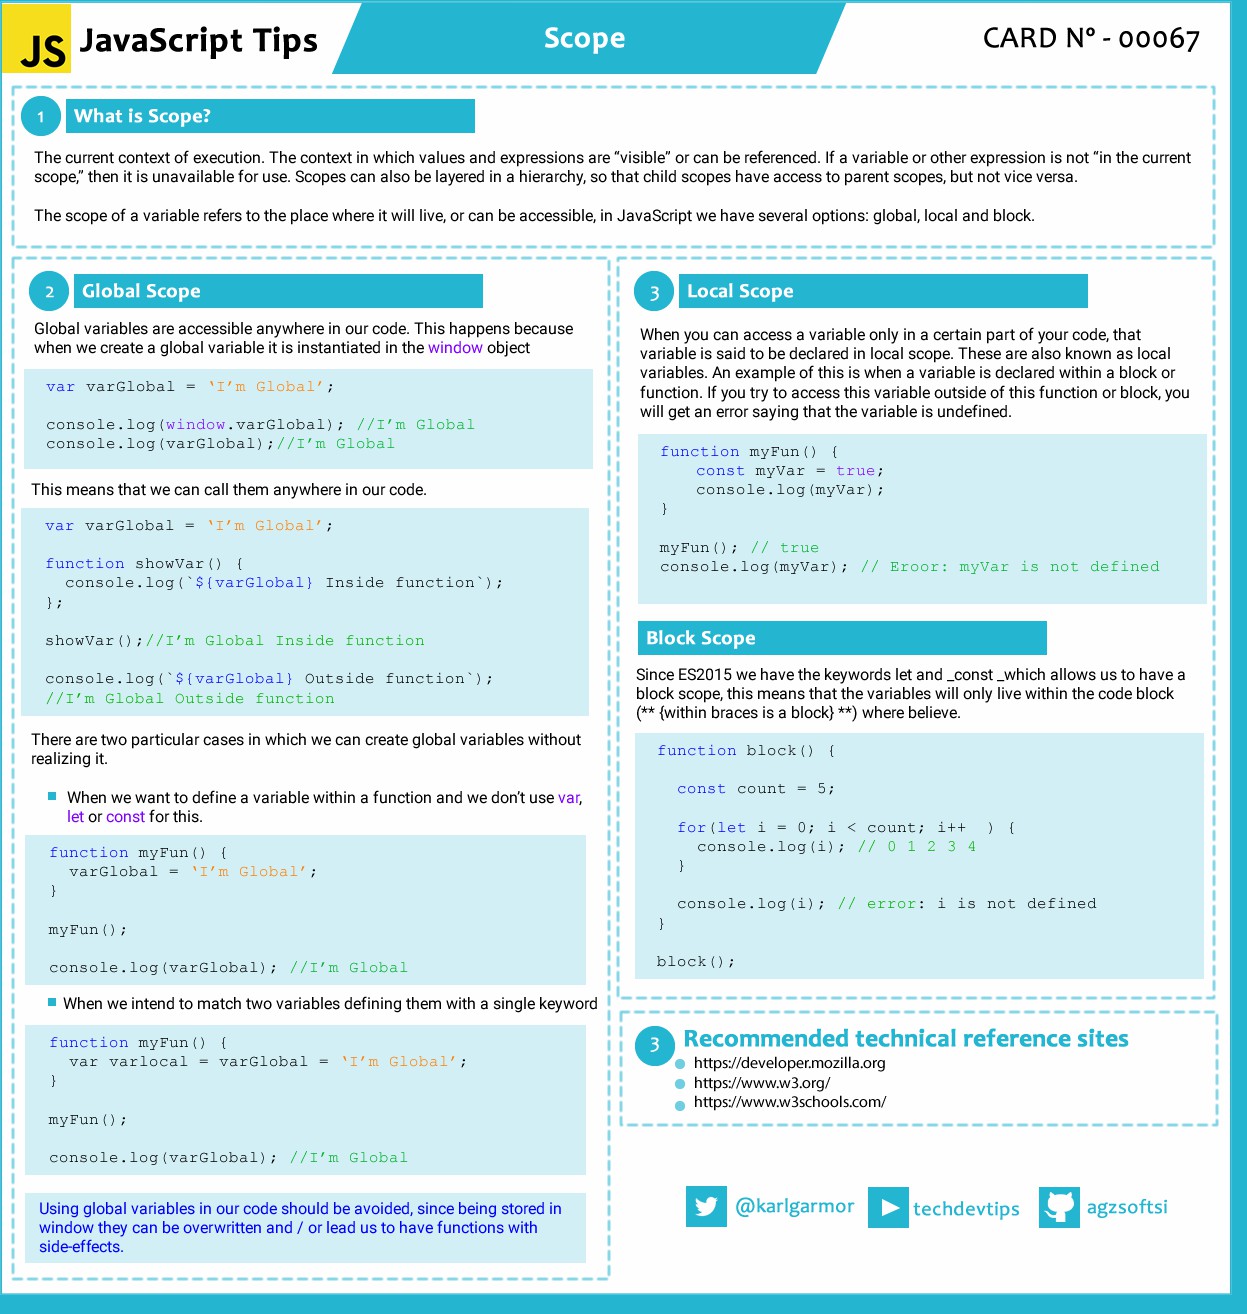 JS JavaScript Tips
Scope
CARD Nº - 00067
1 What is Scope?
The current context of execution. The context in which values and expressions are “visible” or can be referenced. If a variable or other expression is not “in the current
scope,” then it is unavailable for use. Scopes can also be layered in a hierarchy, so that child scopes have access to parent scopes, but not vice versa.
The scope of a variable refers to the place where it will live, or can be accessible, in JavaScript we have several options: global, local and block.
2 Global Scope
Global variables are accessible anywhere in our code. This happens because
when we create a global variable it is instantiated in the window object
var varGlobal = ‘I’m Global’;
console.log(window.varGlobal); //I’m Global
console.log(varGlobal);//I’m Global
This means that we can call them anywhere in our code.
var varGlobal = ‘I’m Global’;
function showVar() {
console.log(`${varGlobal} Inside function`);
};
showVar();//I’m Global Inside function
console.log(`${varGlobal} Outside function`);
//I’m Global Outside function
There are two particular cases in which we can create global variables without
realizing it.
When we want to define a variable within a function and we don’t use var,
let or const for this.
function myFun() {
varGlobal = ‘I’m Global’;
}
myFun();
console.log(varGlobal); //I’m Global
When we intend to match two variables defining them with a single keyword
function myFun() {
var varlocal = varGlobal = ‘I’m Global’;
}
myFun();
console.log(varGlobal); //I’m Global
Using global variables in our code should be avoided, since being stored in
window they can be overwritten and / or lead us to have functions with
side-effects.
3 Local Scope
When you can access a variable only in a certain part of your code, that
variable is said to be declared in local scope. These are also known as local
variables. An example of this is when a variable is declared within a block or
function. If you try to access this variable outside of this function or block, you
will get an error saying that the variable is undefined.
function myFun() {
const myVar = true;
console.log(myVar);
}
myFun(); // true
console.log(myVar); // Eroor: myVar is not defined
Block Scope
Since ES2015 we have the keywords let and _const _which allows us to have a
block scope, this means that the variables will only live within the code block
(** {within braces is a block} **) where believe.
function block() {
const count = 5;
for(let i = 0; i < count; i++ ) {
console.log(i); // 0 1 2 3 4
}
console.log(i); // error: i is not defined
}
block();
3 Recommended technical reference sites
https://developer.mozilla.org
https://www.w3.org/
https://www.w3schools.com/
@karlgarmor techdevtips agzsoftsi